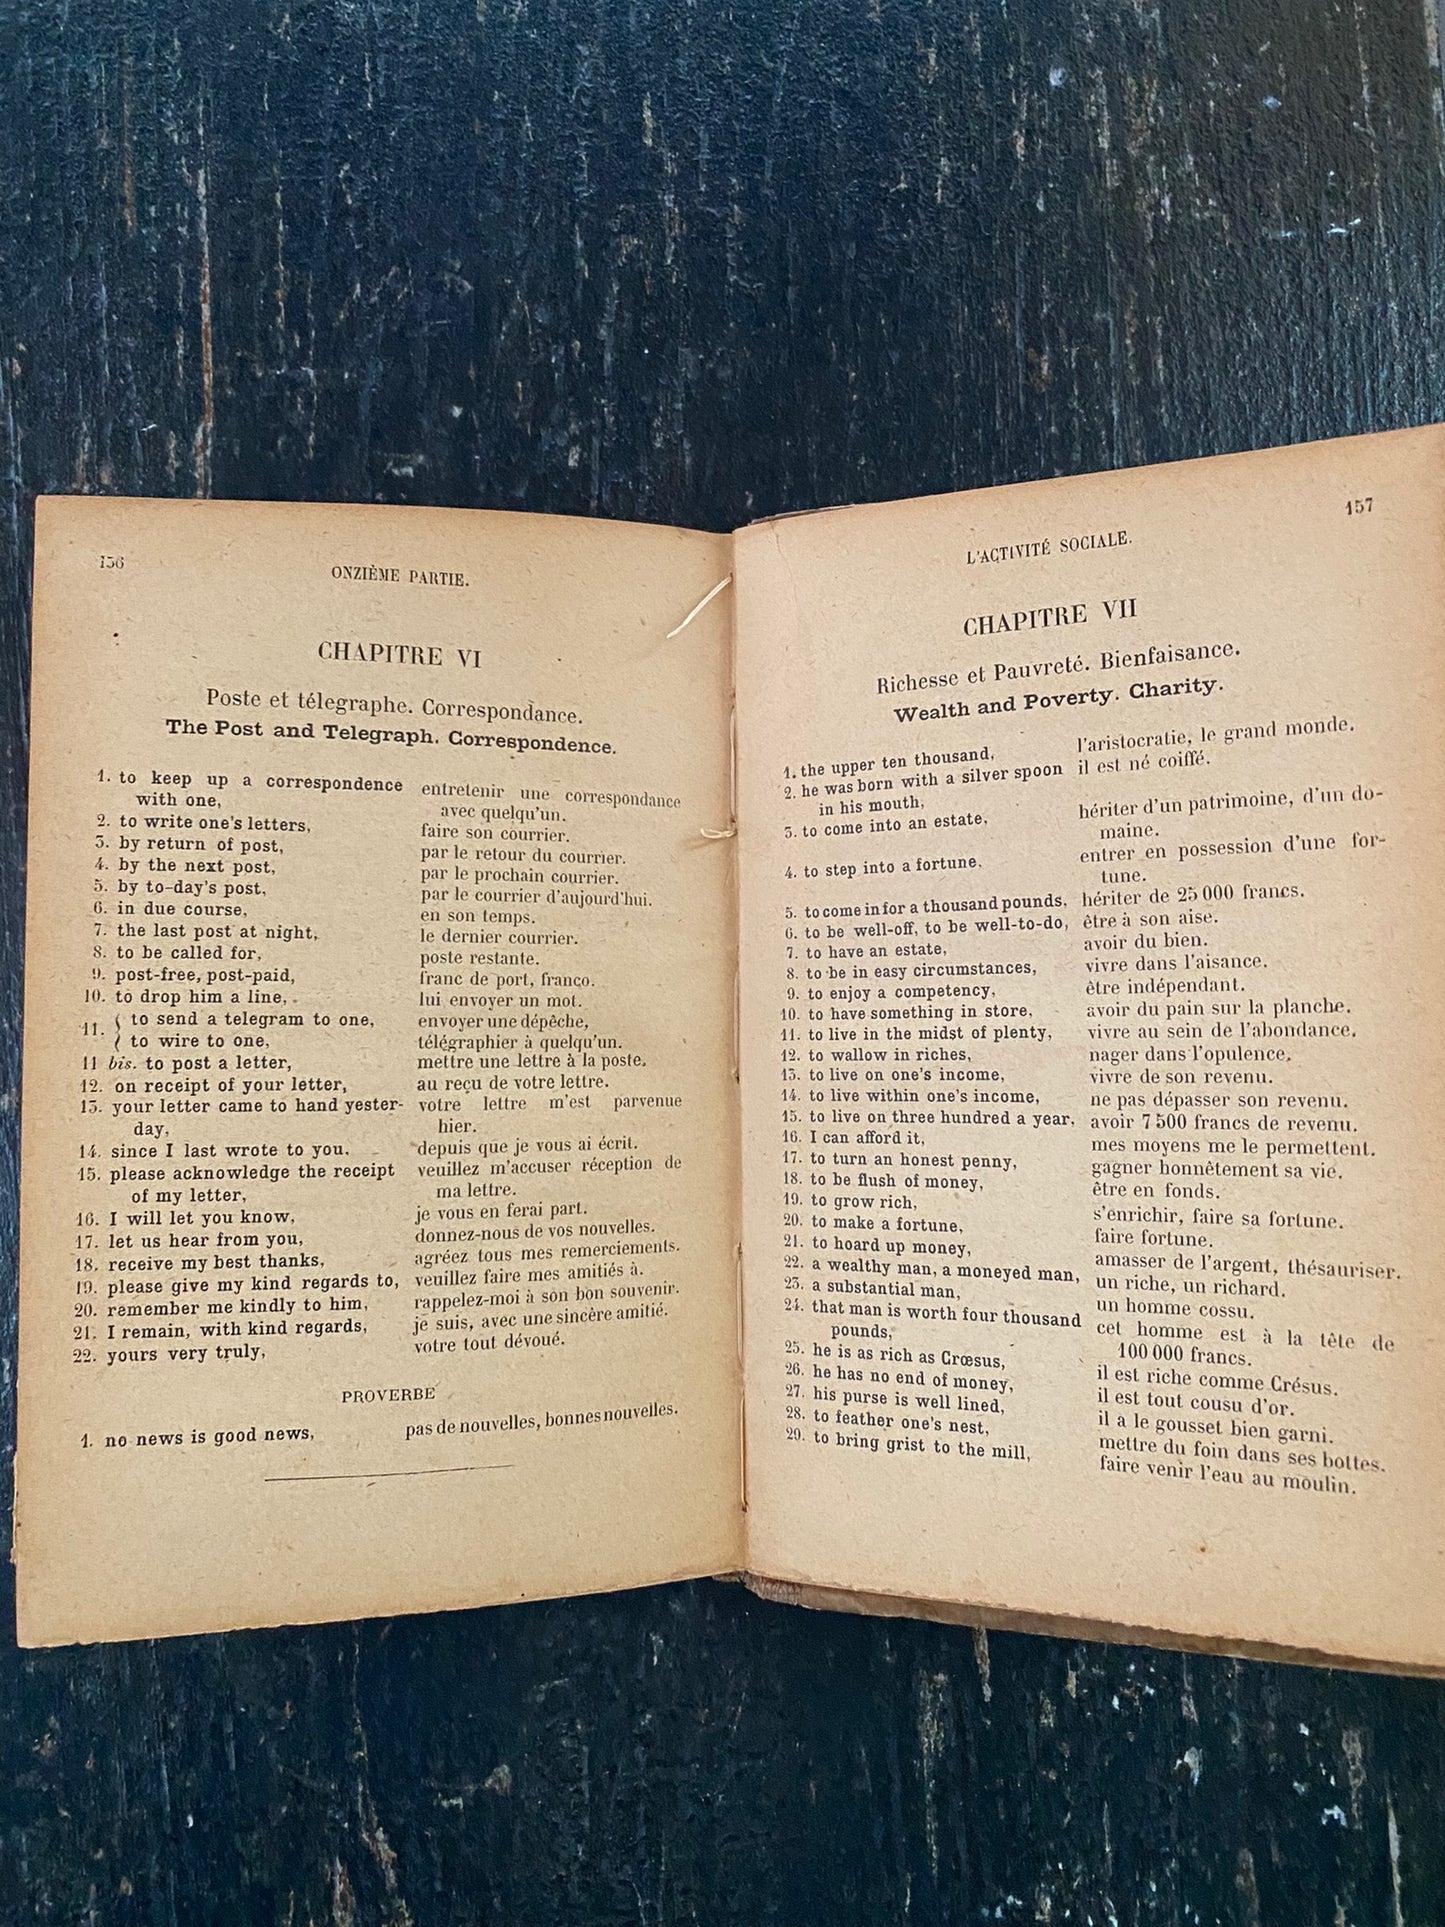 156
ONZIÈME PARTIE.
CHAPITRE VI
Poste et télegraphe. Correspondance.
The Post and Telegraph. Correspondence.
1. to keep up a correspondence with one, entretenir une correspondance avec quelqu'un.
2. to write one's letters, faire son courrier.
3. by return of post, par le retour du courrier.
4. by the next post, par le prochain courrier.
5. by to-day's post, par le courrier d'aujourd'hui.
6. in due course, en son temps.
7. the last post at night, le dernier courrier.
8. to be called for, poste restante.
9. post-free, post-paid, franc de port, franco.
10. to drop him a line, lui envoyer un mot.
11. { to send a telegram to one, envoyer une dépêche,
{ to wire to one, télégraphier à quelqu'un.
11 bis. to post a letter, mettre une lettre à la poste.
12. on receipt of your letter, au reçu de votre lettre.
13. your letter came to hand yester-day, votre lettre m'est parvenue hier.
14. since I last wrote to you. depuis que je vous ai écrit.
15. please acknowledge the receipt of my letter, veuillez m'accuser réception de ma lettre.
16. I will let you know, je vous en ferai part.
17. let us hear from you, donnez-nous de vos nouvelles.
18. receive my best thanks, agréez tous mes remerciements.
19. please give my kind regards to, veuillez faire mes amitiés à.
20. remember me kindly to him, rappelez-moi à son bon souvenir.
21. I remain, with kind regards, je suis, avec une sincère amitié.
22. yours very truly, votre tout dévoué.
PROVERBE
1. no news is good news, pas de nouvelles, bonnes nouvelles.
157
L'ACTIVITÉ SOCIALE.
CHAPITRE VII
Richesse et Pauvreté. Bienfaisance.
Wealth and Poverty. Charity.
1. the upper ten thousand, l'aristocratie, le grand monde.
2. he was born with a silver spoon in his mouth, il est né coiffé.
3. to come into an estate, hériter d'un patrimoine, d'un do-maine.
4. to step into a fortune, entrer en possession d'une for-tune.
5. to come in for a thousand pounds, hériter de 25 000 francs.
6. to be well-off, to be well-to-do, être à son aise.
7. to have an estate, avoir du bien.
8. to be in easy circumstances, vivre dans l'aisance.
9. to enjoy a competency, être indépendant.
10. to have something in store, avoir du pain sur la planche.
11. to live in the midst of plenty, vivre au sein de l'abondance.
12. to wallow in riches, nager dans l'opulence.
13. to live on one's income, vivre de son revenu.
14. to live within one's income, ne pas dépasser son revenu.
15. to live on three hundred a year, avoir 7 500 francs de revenu.
16. I can afford it, mes moyens me le permettent.
17. to turn an honest penny, gagner honnêtement sa vie.
18. to be flush of money, être en fonds.
19. to grow rich, s'enrichir, faire sa fortune.
20. to make a fortune, faire fortune.
21. to hoard up money, amasser de l'argent, thésauriser.
22. a wealthy man, a moneyed man, un riche, un richard.
23. a substantial man, un homme cossu.
24. that man is worth four thousand pounds, cet homme est à la tête de 100 000 francs.
25. he is as rich as Crœsus, il est riche comme Crésus.
26. he has no end of money, il est tout cousu d'or.
27. his purse is well lined, il a le gousset bien garni.
28. to feather one's nest, mettre du foin dans ses bottes.
29. to bring grist to the mill, faire venir l'eau au moulin.